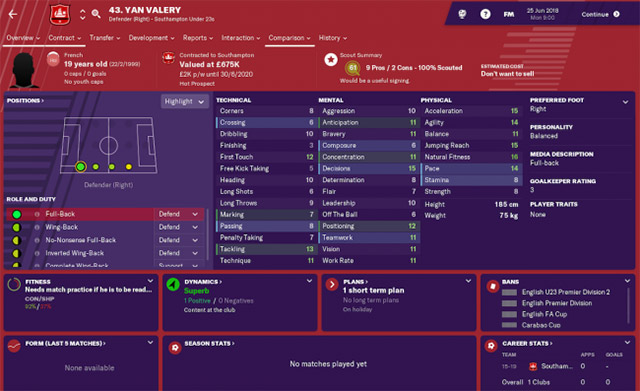 43. YAN VALERY
Defender (Right) - Southampton Under 23s
FM
25 Jun 2018
Mon 9:00
Continue
Overview
Contract
Transfer
Development
Reports
Interaction
Comparison
History
French
19 years old (22/2/1999)
0 caps / 0 goals
No youth caps
Contracted to Southampton
Valued at £675K
£2K p/w until 30/6/2020
Hot Prospect
Scout Summary
61
9 Pros / 2 Cons - 100% Scouted
Would be a useful signing.
ESTIMATED COST
Don't want to sell
POSITIONS
Highlight
Defender (Right)
ROLE AND DUTY
Full-Back Defend
Wing-Back Defend
No-Nonsense Full-Back Defend
Inverted Wing-Back Defend
Complete Wing-Back Support
TECHNICAL
Corners 8
Crossing 6
Dribbling 10
Finishing 3
First Touch 12
Free Kick Taking 5
Heading 10
Long Shots 6
Long Throws 9
Marking 7
Passing 8
Penalty Taking 7
Tackling 13
Technique 11
MENTAL
Aggression 10
Anticipation 11
Bravery 11
Composure 6
Concentration 11
Decisions 15
Determination 8
Flair 7
Leadership 10
Off The Ball 6
Positioning 12
Teamwork 11
Vision 11
Work Rate 11
PHYSICAL
Acceleration 15
Agility 14
Balance 11
Jumping Reach 15
Natural Fitness 16
Pace 14
Stamina 8
Strength 8
Height 185 cm
Weight 75 kg
PREFERRED FOOT
Right
PERSONALITY
Balanced
MEDIA DESCRIPTION
Full-back
GOALKEEPER RATING
3
PLAYER TRAITS
None
FITNESS
Needs match practice if he is to be read...
CON/SHP
DYNAMICS
Superb
1 Positive / 0 Negatives
Content at the club
PLANS
1 short term plan
No long term plans
On holiday
BANS
English U23 Premier Division 2
English Premier Division
English FA Cup
Carabao Cup
FORM (LAST 5 MATCHES)
None available
SEASON STATS
No matches played yet
CAREER STATS
TEAM APPS GOALS
15-19 Southam... 0 0
Overall 1 Clubs 0 0